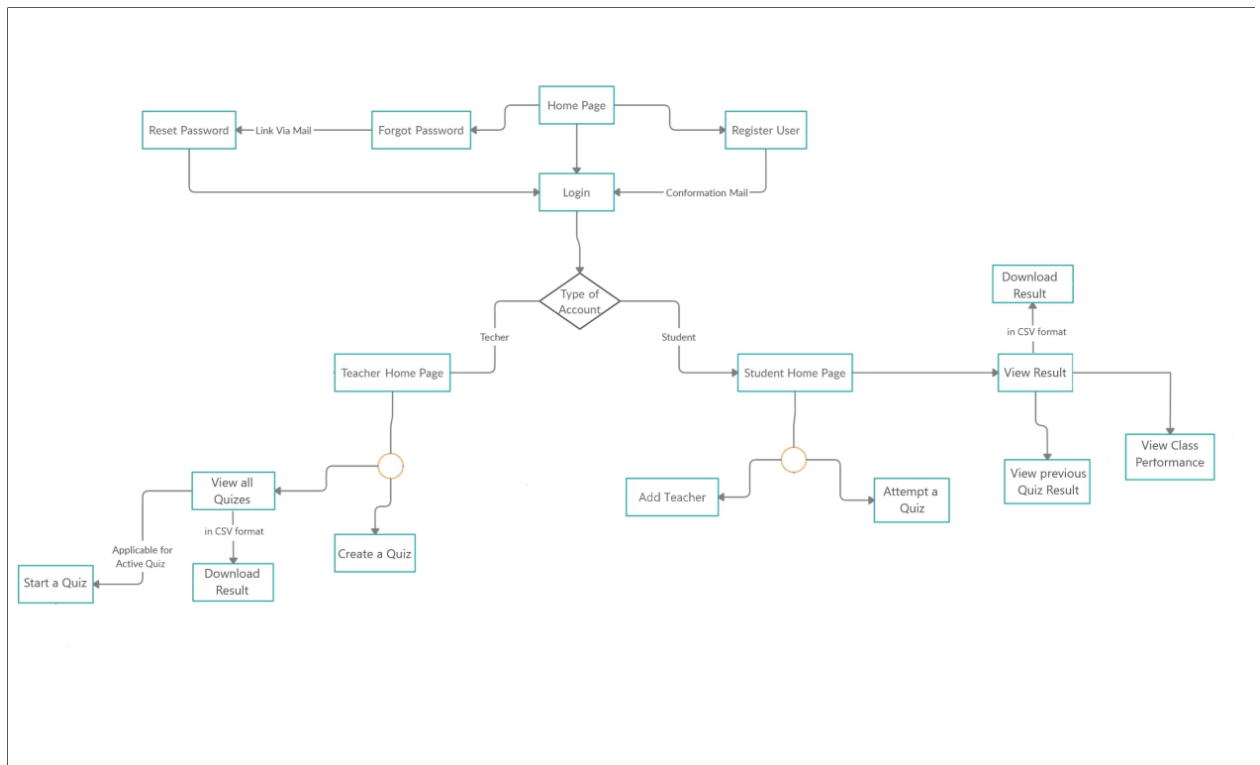 Home Page
Reset Password
Link Via Mail
Forgot Password
Register User
Login
Conformation Mail
Type of
Account
Techer
Student
Download
Result
in CSV format
Teacher Home Page
Student Home Page
View Result
View all
Quizes
in CSV format
Download
Result
Applicable for
Active Quiz
Start a Quiz
Create a Quiz
Add Teacher
Attempt a
Quiz
View previous
Quiz Result
View Class
Performance